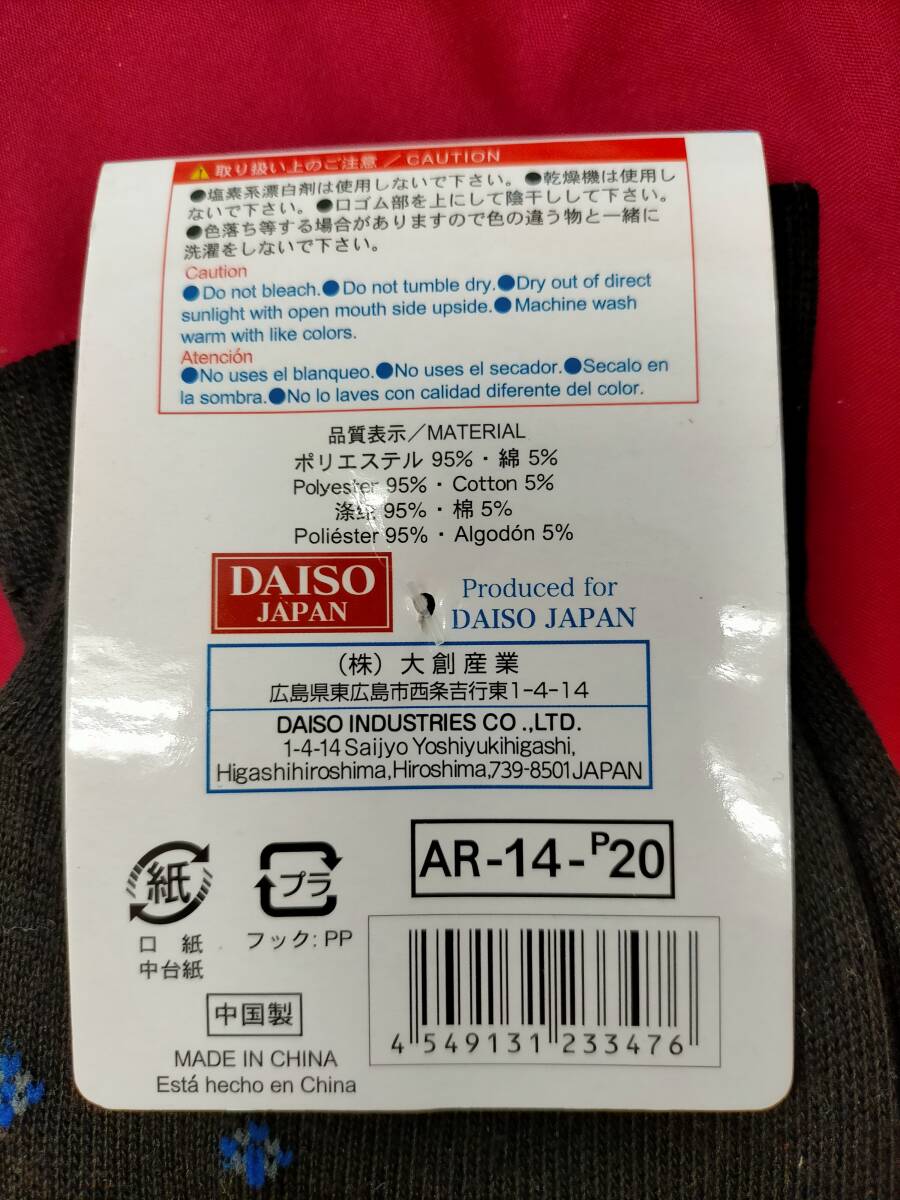 ⚠取り扱い上のご注意／CAUTION
●塩素系漂白剤は使用しないで下さい。●乾燥機は使用し
ないで下さい。●口ゴム部を上にして陰干しして下さい。
●色落ち等する場合がありますので色の違う物と一緒に
洗濯をしないで下さい。
Caution
●Do not bleach.●Do not tumble dry.●Dry out of direct
sunlight with open mouth side upside.●Machine wash
warm with like colors.
Atención
●No uses el blanqueo.●No uses el secador.●Secalo en
la sombra.●No lo laves con calidad diferente del color.
品質表示／MATERIAL
ポリエステル 95%・綿 5%
Polyester 95%・Cotton 5%
涤纶 95%・棉 5%
Poliéster 95%・Algodón 5%
DAISO
JAPAN
Produced for
DAISO JAPAN
（株）大創産業
広島県東広島市西条吉行東1-4-14
DAISO INDUSTRIES CO .,LTD.
1-4-14 Saijyo Yoshiyukihigashi,
Higashihiroshima,Hiroshima,739-8501JAPAN
AR-14-P20
紙
プラ
口 紙
中台紙
フック: PP
中国製
MADE IN CHINA
Está hecho en China
4 549131 233476